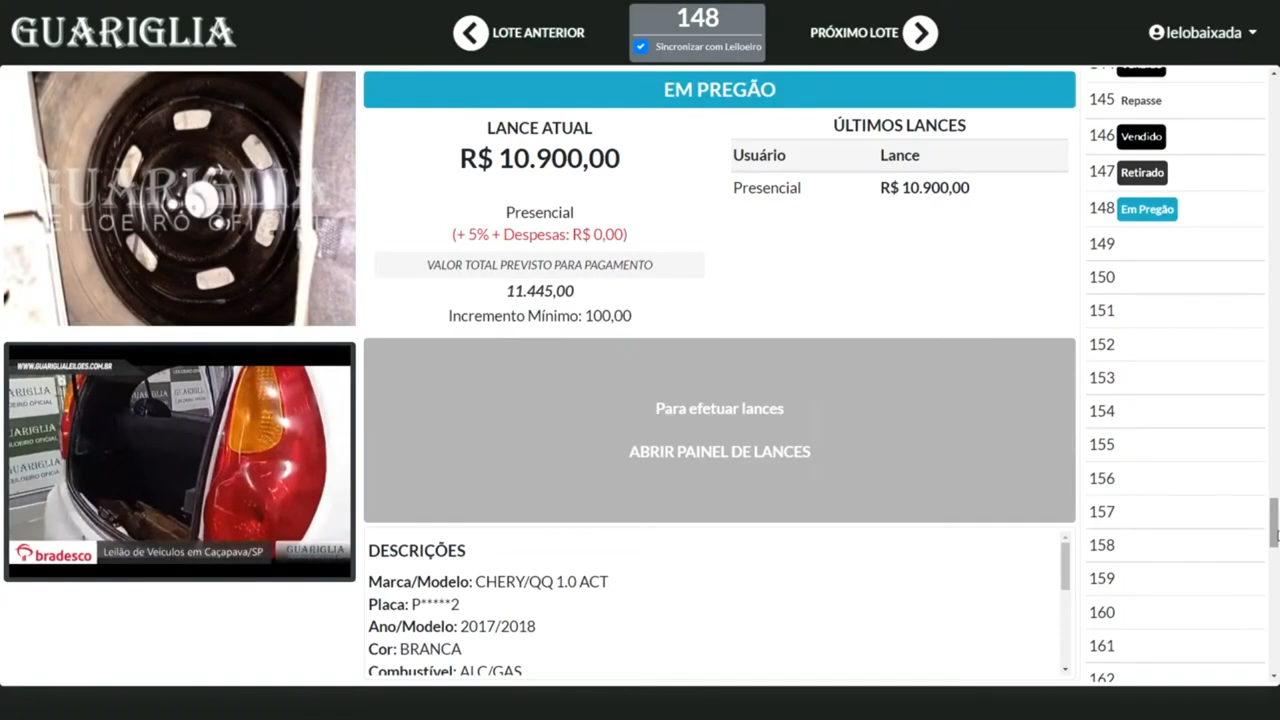 GUARIGLIA
LOTE ANTERIOR
148
Sincronizar com Leiloeiro
PRÓXIMO LOTE
lelobaixada
GUARIGLIA
LEILOEIRO OFICIAL
EM PREGÃO
LANCE ATUAL
R$ 10.900,00
Presencial
(+ 5% + Despesas: R$ 0,00)
VALOR TOTAL PREVISTO PARA PAGAMENTO
11.445,00
Incremento Mínimo: 100,00
ÚLTIMOS LANCES
Usuário Lance
Presencial R$ 10.900,00
145 Repasse
146 Vendido
147 Retirado
148 Em Pregão
149
150
151
152
153
154
155
156
157
158
159
160
161
162
WWW.GUARIGLIALEILOES.COM.BR
bradesco
Leilão de Veículos em Caçapava/SP
GUARIGLIA
Para efetuar lances
ABRIR PAINEL DE LANCES
DESCRIÇÕES
Marca/Modelo: CHERY/QQ 1.0 ACT
Placa: P*****2
Ano/Modelo: 2017/2018
Cor: BRANCA
Combustível: ALC/GAS